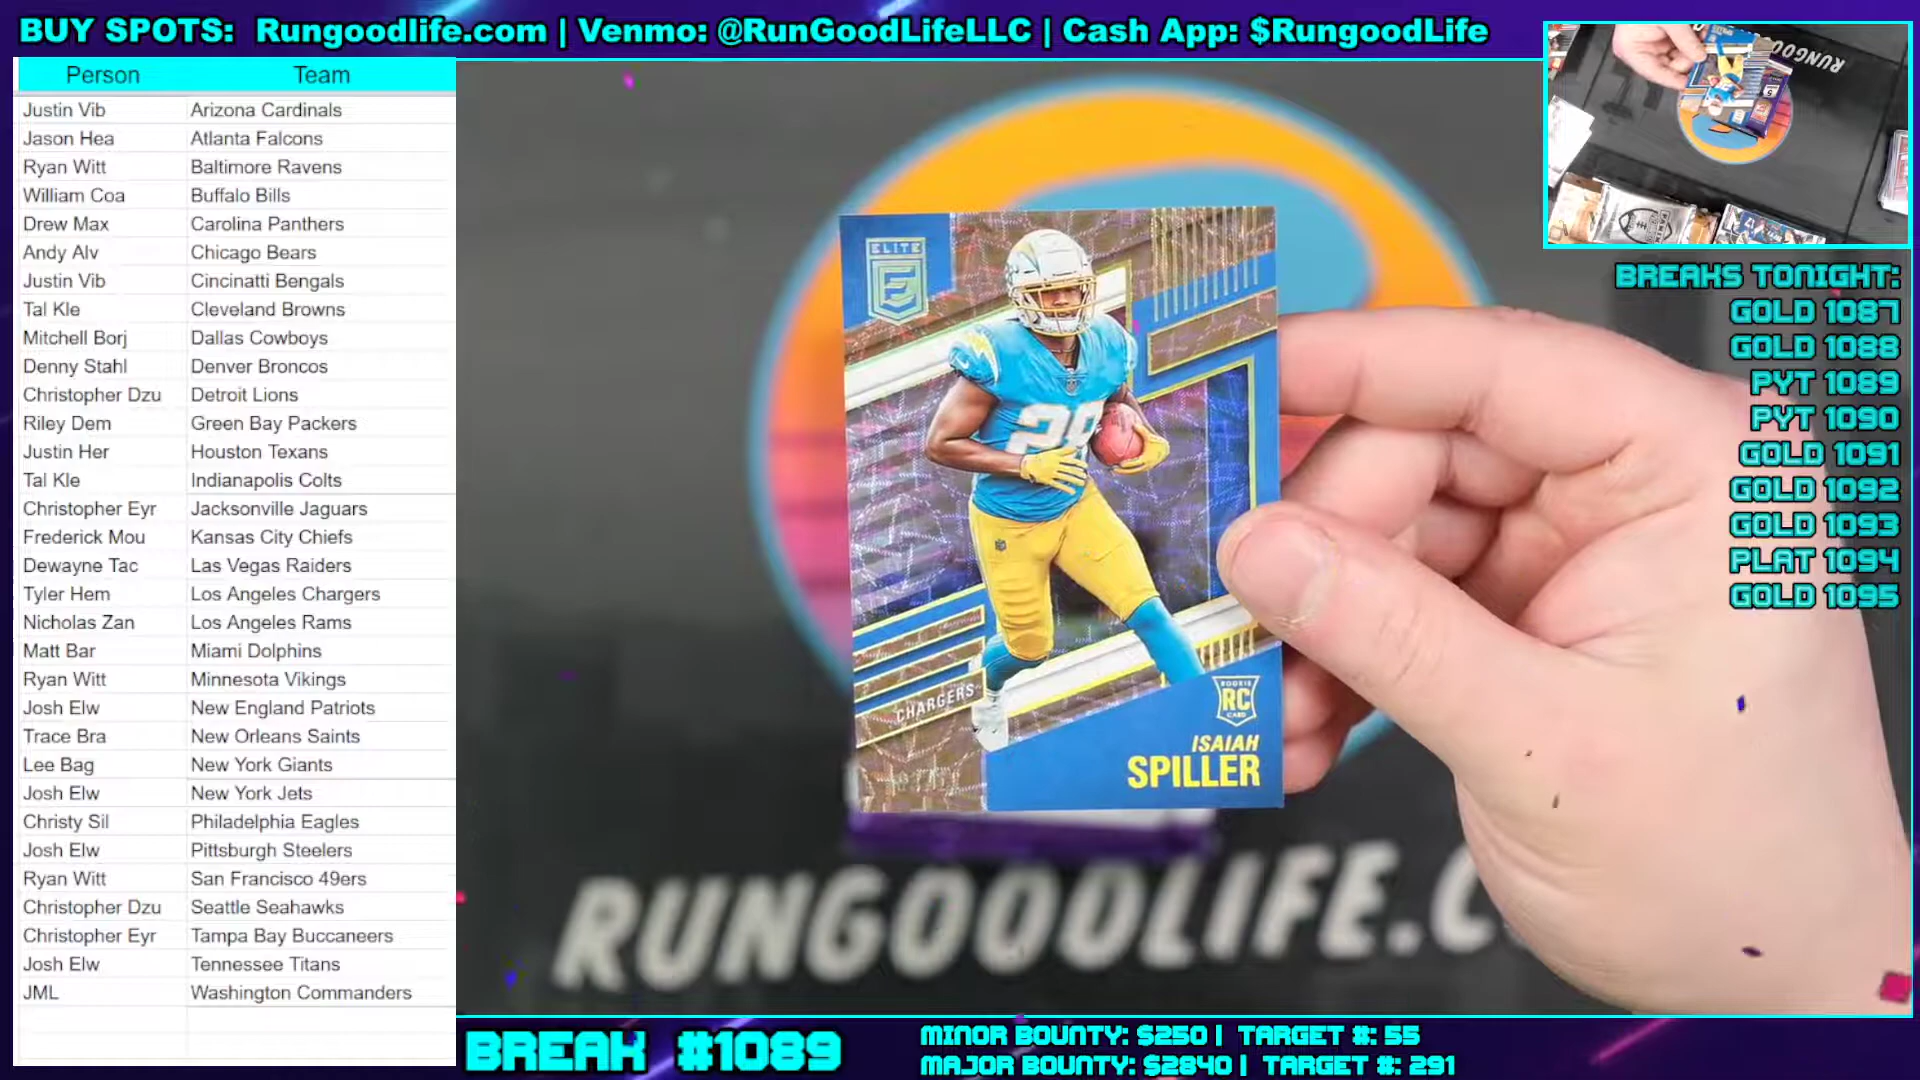 BUY SPOTS: Rungoodlife.com | Venmo: @RunGoodLifeLLC | Cash App: $RungoodLife
Person Team
Justin Vib Arizona Cardinals
Jason Hea Atlanta Falcons
Ryan Witt Baltimore Ravens
William Coa Buffalo Bills
Drew Max Carolina Panthers
Andy Alv Chicago Bears
Justin Vib Cincinatti Bengals
Tal Kle Cleveland Browns
Mitchell Borj Dallas Cowboys
Denny Stahl Denver Broncos
Christopher Dzu Detroit Lions
Riley Dem Green Bay Packers
Justin Her Houston Texans
Tal Kle Indianapolis Colts
Christopher Eyr Jacksonville Jaguars
Frederick Mou Kansas City Chiefs
Dewayne Tac Las Vegas Raiders
Tyler Hem Los Angeles Chargers
Nicholas Zan Los Angeles Rams
Matt Bar Miami Dolphins
Ryan Witt Minnesota Vikings
Josh Elw New England Patriots
Trace Bra New Orleans Saints
Lee Bag New York Giants
Josh Elw New York Jets
Christy Sil Philadelphia Eagles
Josh Elw Pittsburgh Steelers
Ryan Witt San Francisco 49ers
Christopher Dzu Seattle Seahawks
Christopher Eyr Tampa Bay Buccaneers
Josh Elw Tennessee Titans
JML Washington Commanders
ELITE
E
28
CHARGERS
ROOKIE
RC
CARD
ISAIAH
SPILLER
RUNGOOODLIFE.C
BREAKS TONIGHT:
GOLD 1087
GOLD 1088
PYT 1089
PYT 1090
GOLD 1091
GOLD 1092
GOLD 1093
PLAT 1094
GOLD 1095
BREAK #1089
MINOR BOUNTY: $250 | TARGET #: 55
MAJOR BOUNTY: $2840 | TARGET #: 291